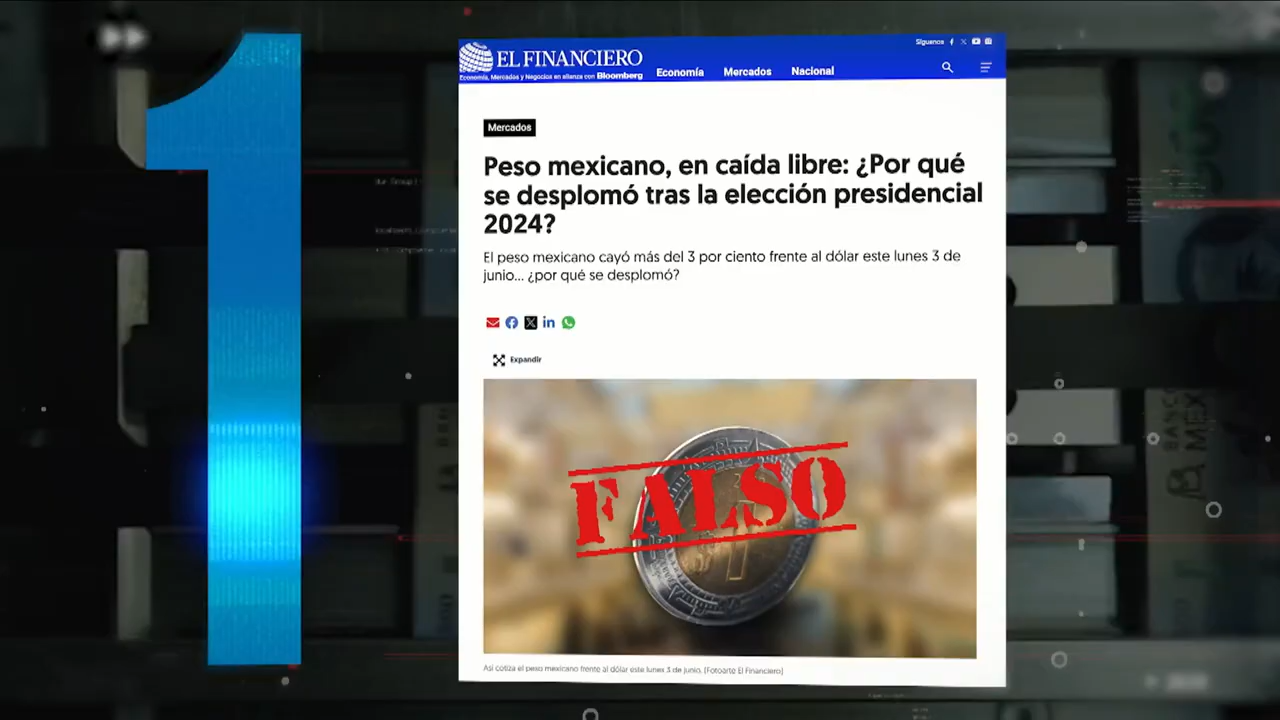 1
EL FINANCIERO
Economía, Mercados y Negocios en alianza con Bloomberg
Economía
Mercados
Nacional
Síguenos
Mercados
Peso mexicano, en caída libre: ¿Por qué
se desplomó tras la elección presidencial
2024?
El peso mexicano cayó más del 3 por ciento frente al dólar este lunes 3 de
junio... ¿por qué se desplomó?
Expandir
FALSO
Así cotiza el peso mexicano frente al dólar este lunes 3 de junio. [Fotoarte El Financiero]